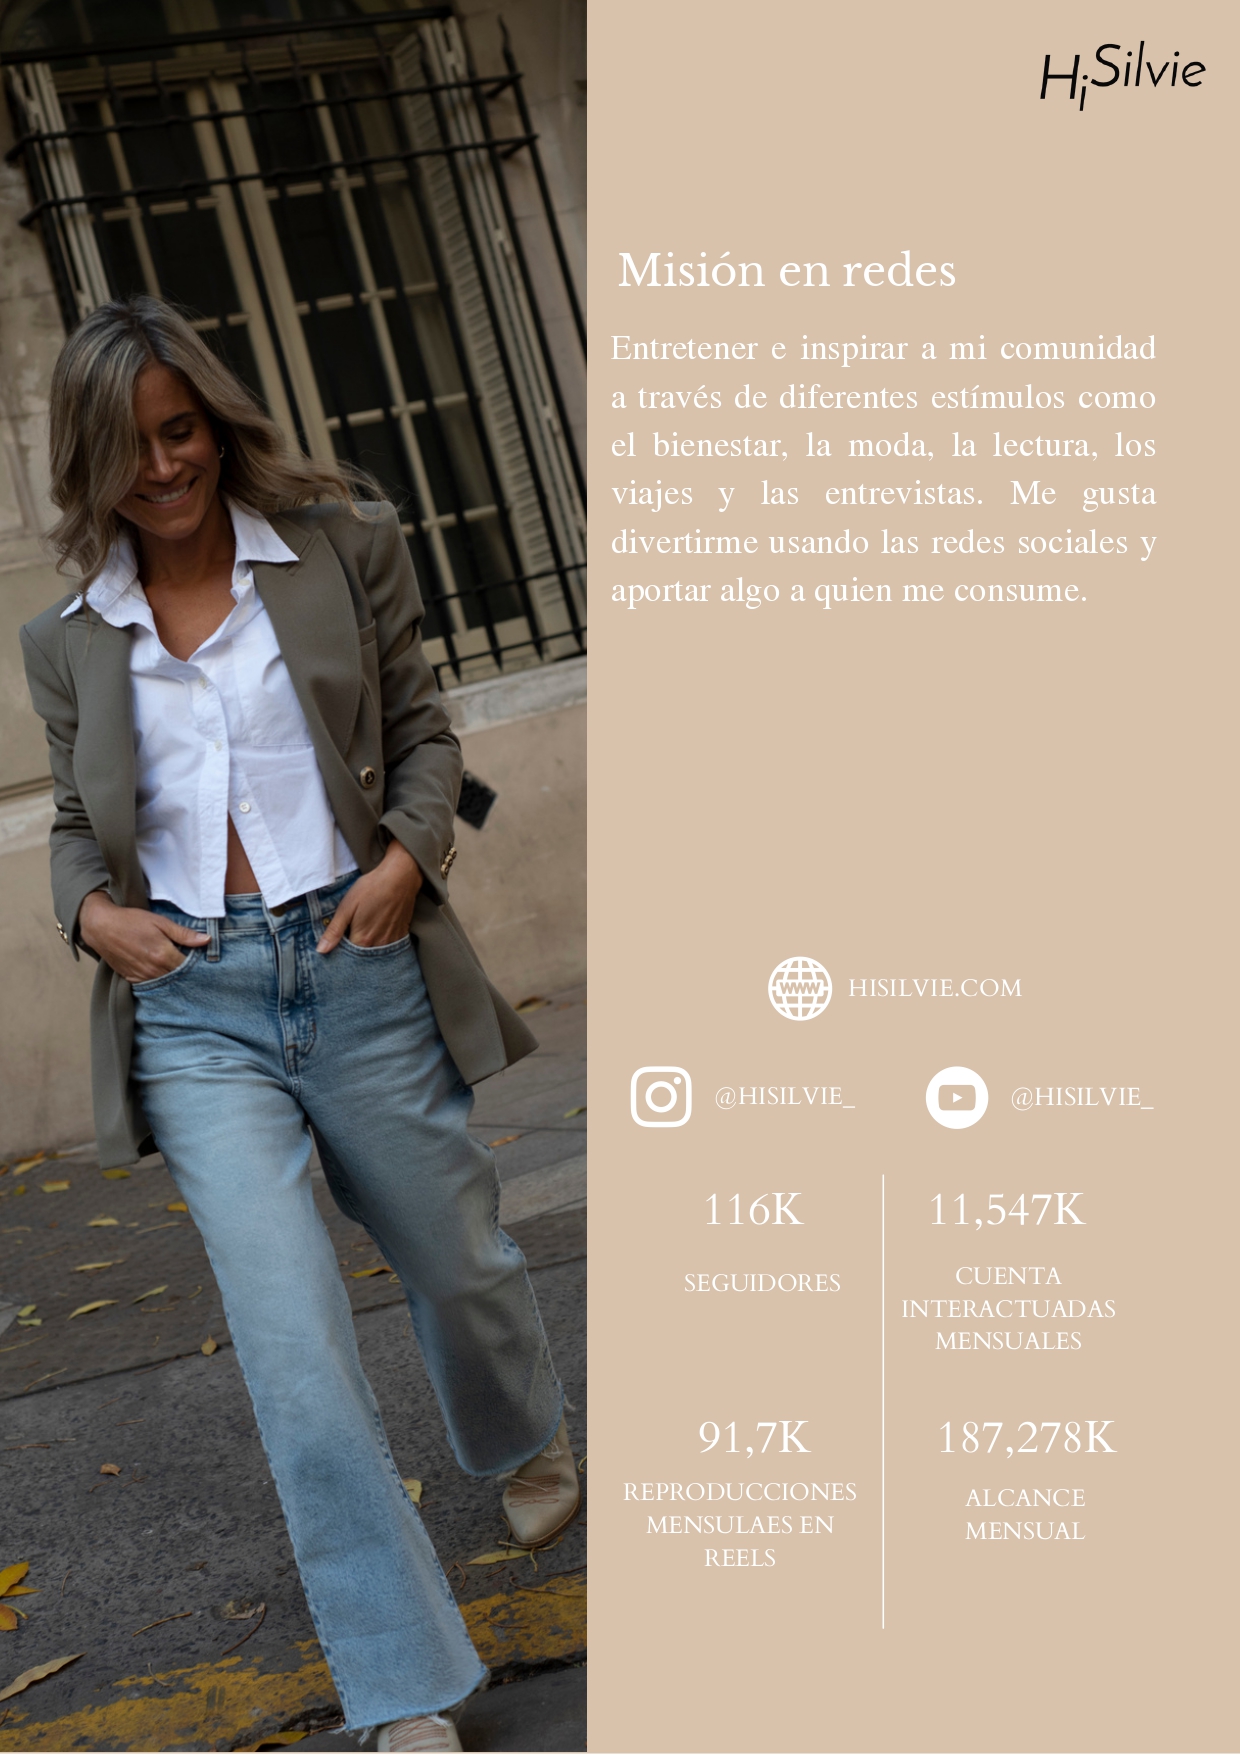 HiSilvie
Misión en redes
Entretener e inspirar a mi comunidad
a través de diferentes estímulos como
el bienestar, la moda, la lectura, los
viajes y las entrevistas. Me gusta
divertirme usando las redes sociales y
aportar algo a quien me consume.
WWW HISILVIE.COM
@HISILVIE_
@HISILVIE_
116K
SEGUIDORES
11,547K
CUENTA
INTERACTUADAS
MENSUALES
91,7K
REPRODUCCIONES
MENSULAES EN
REELS
187,278K
ALCANCE
MENSUAL